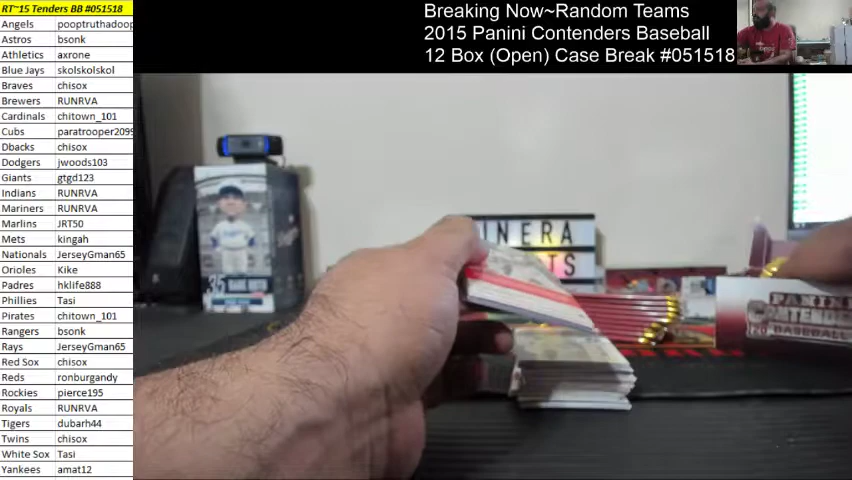 RT~15 Tenders BB #051518
Angels pooptruthadoop
Astros bsonk
Athletics axrone
Blue Jays skolskolskol
Braves chisox
Brewers RUNRVA
Cardinals chitown_101
Cubs paratrooper2099
Dbacks chisox
Dodgers jwoods103
Giants gtgd123
Indians RUNRVA
Mariners RUNRVA
Marlins JRT50
Mets kingah
Nationals JerseyGman65
Orioles Kike
Padres hklife888
Phillies Tasi
Pirates chitown_101
Rangers bsonk
Rays JerseyGman65
Red Sox chisox
Reds ronburgandy
Rockies pierce195
Royals RUNRVA
Tigers dubarh44
Twins chisox
White Sox Tasi
Yankees amat12
Breaking Now~Random Teams
2015 Panini Contenders Baseball
12 Box (Open) Case Break #051518
INERA
TS
35
PANINI
BASEBALL